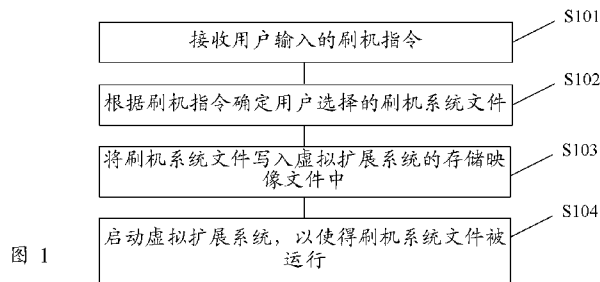 接收用户输入的刷机指令
S101
根据刷机指令确定用户选择的刷机系统文件
S102
将刷机系统文件写入虚拟扩展系统的存储映
像文件中
S103
启动虚拟扩展系统，以使得刷机系统文件被
运行
S104
图 1